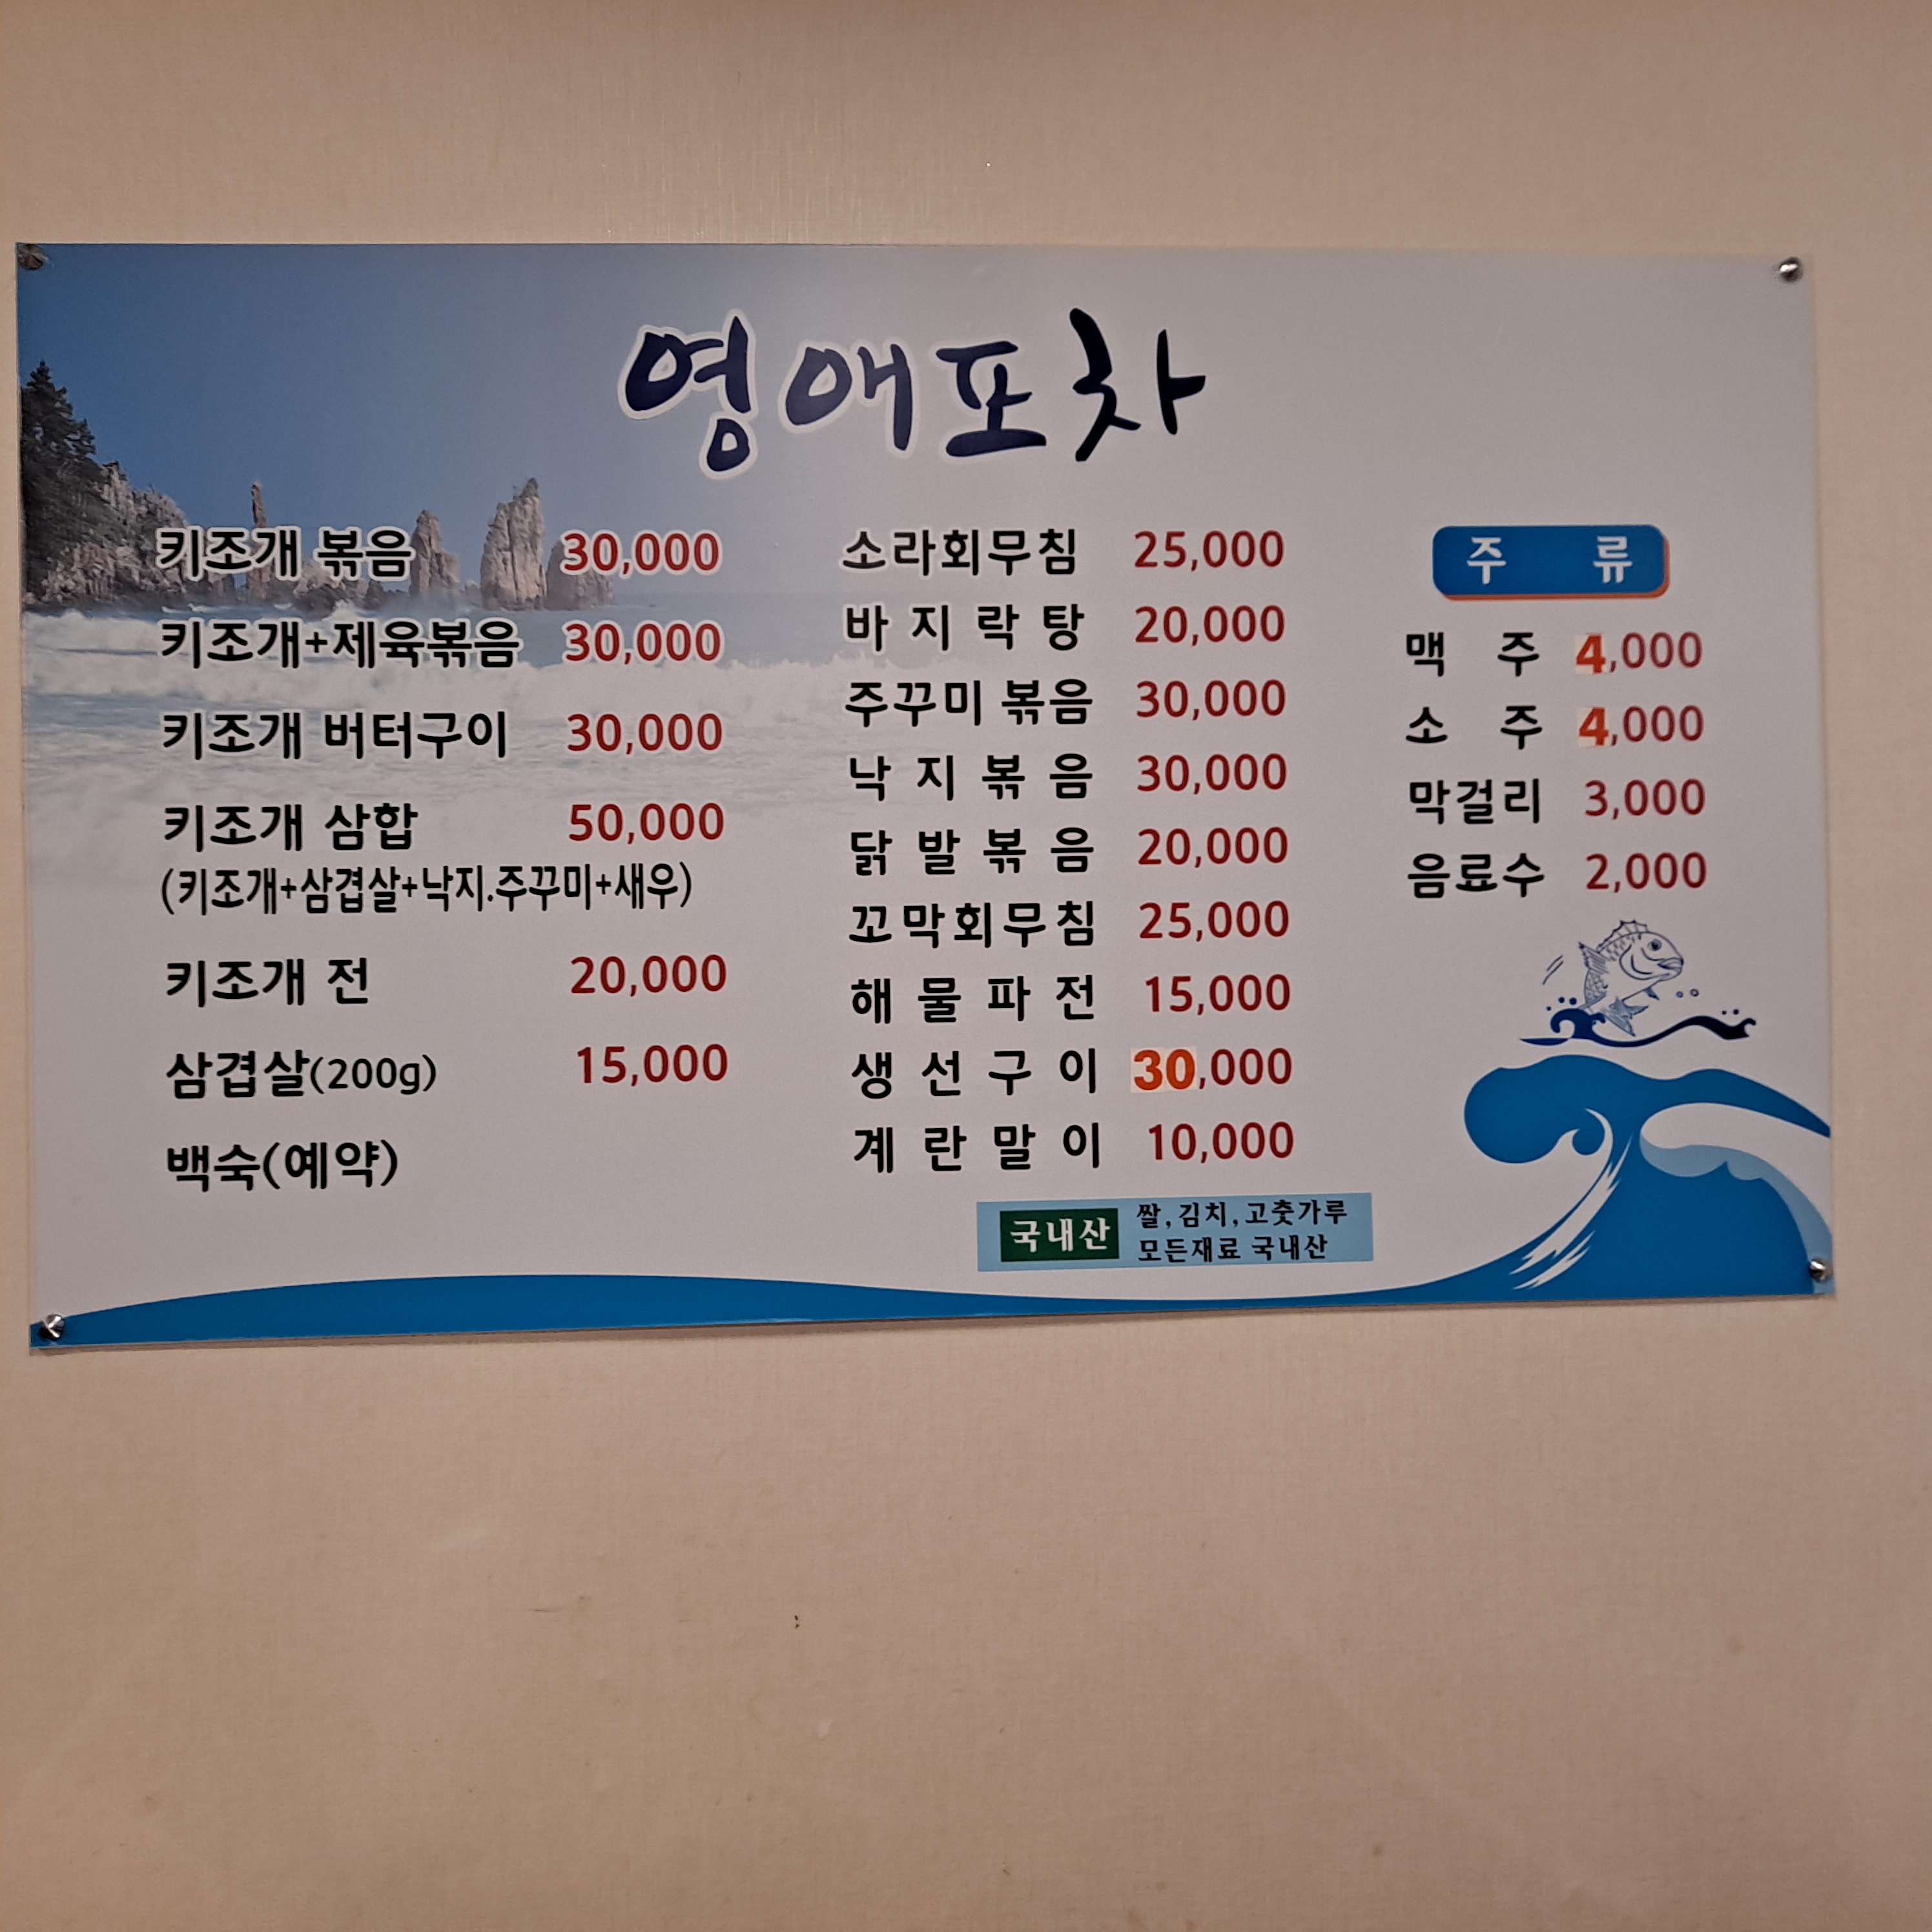 영애포차
키조개 볶음 30,000
키조개+제육볶음 30,000
키조개 버터구이 30,000
키조개 삼합 50,000
(키조개+삼겹살+낙지.주꾸미+새우)
키조개 전 20,000
삼겹살(200g) 15,000
백숙(예약)
소라회무침 25,000
바지락탕 20,000
주꾸미 볶음 30,000
낙지볶음 30,000
닭발볶음 20,000
꼬막회무침 25,000
해물파전 15,000
생선구이 30,000
계란말이 10,000
국내산
쌀,김치,고춧가루
모든재료 국내산
주류
맥주 4,000
소주 4,000
막걸리 3,000
음료수 2,000